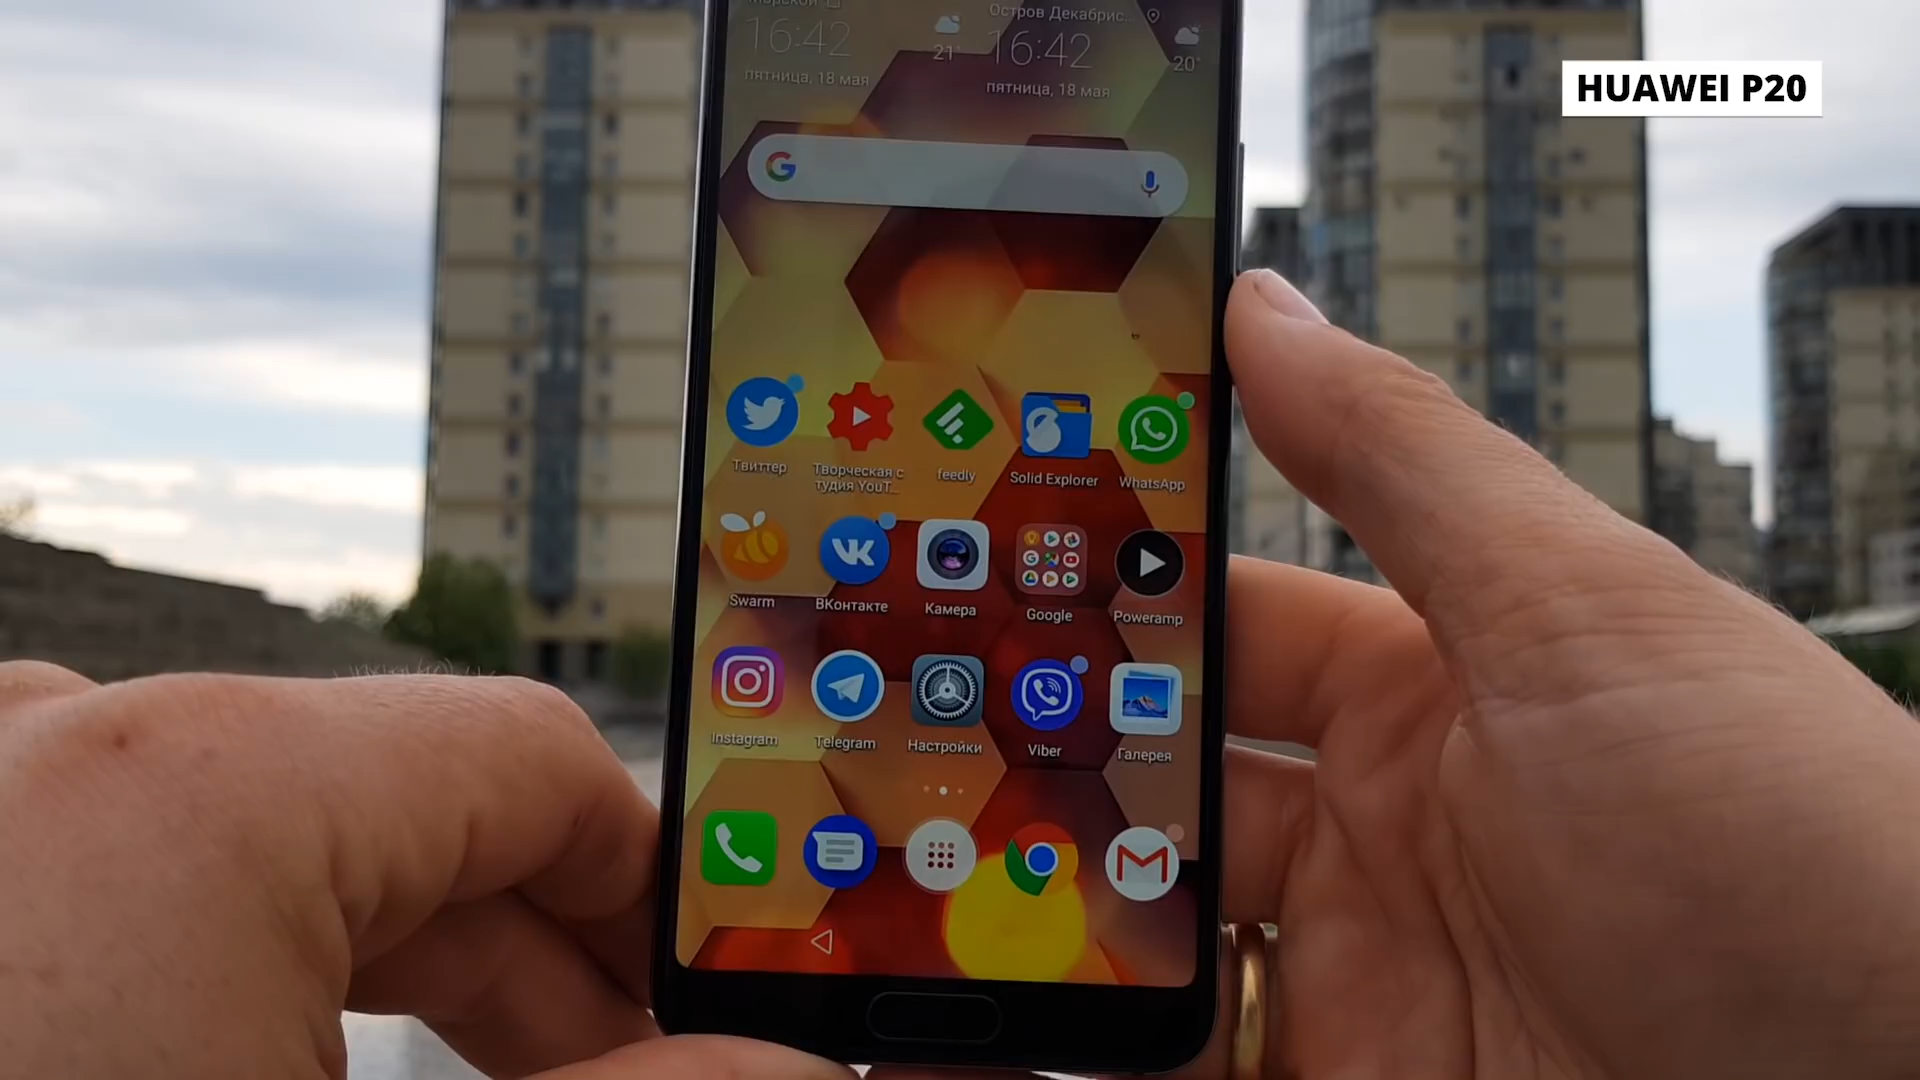 HUAWEI P20
Морской
Остров Декабрис...
16:42
21°
16:42
20°
пятница, 18 мая
пятница, 18 мая
G
Твиттер
Творческая с
тудия YouT...
feedly
Solid Explorer
WhatsApp
Swarm
ВКонтакте
Камера
Google
Poweramp
Instagram
Telegram
Настройки
Viber
Галерея